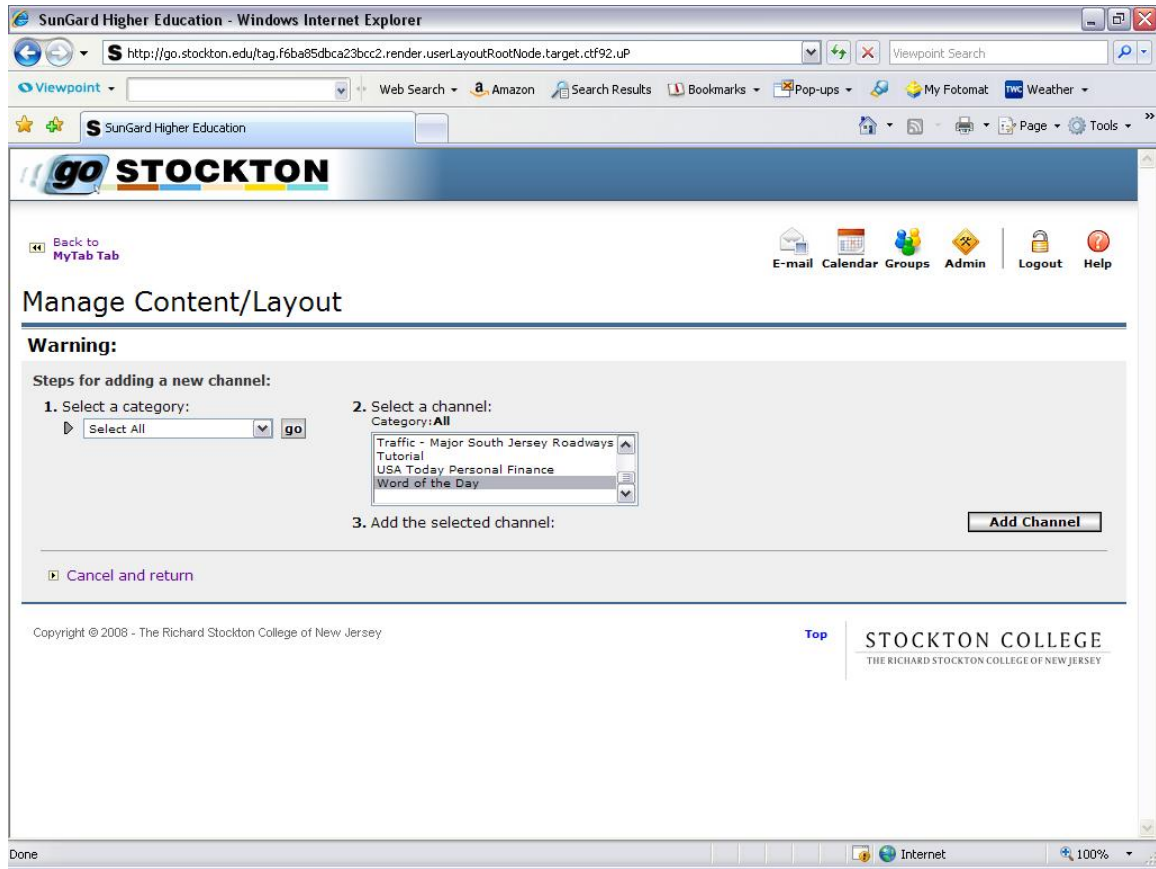 SunGard Higher Education - Windows Internet Explorer
S http://go.stockton.edu/tag.f6ba85dbca23bcc2.render.userLayoutRootNode.target.ctf92.uP
Viewpoint Search
Viewpoint
Web Search a Amazon Search Results Bookmarks Pop-ups My Fotomat TWC Weather
S SunGard Higher Education
Page Tools
go STOCKTON
Back to
MyTab Tab
E-mail Calendar Groups Admin Logout Help
Manage Content/Layout
Warning:
Steps for adding a new channel:
1. Select a category:
Select All go
2. Select a channel:
Category:All
Traffic - Major South Jersey Roadways
Tutorial
USA Today Personal Finance
Word of the Day
3. Add the selected channel:
Add Channel
Cancel and return
Copyright © 2008 - The Richard Stockton College of New Jersey
Top
STOCKTON COLLEGE
THE RICHARD STOCKTON COLLEGE OF NEW JERSEY
Done
Internet
100%